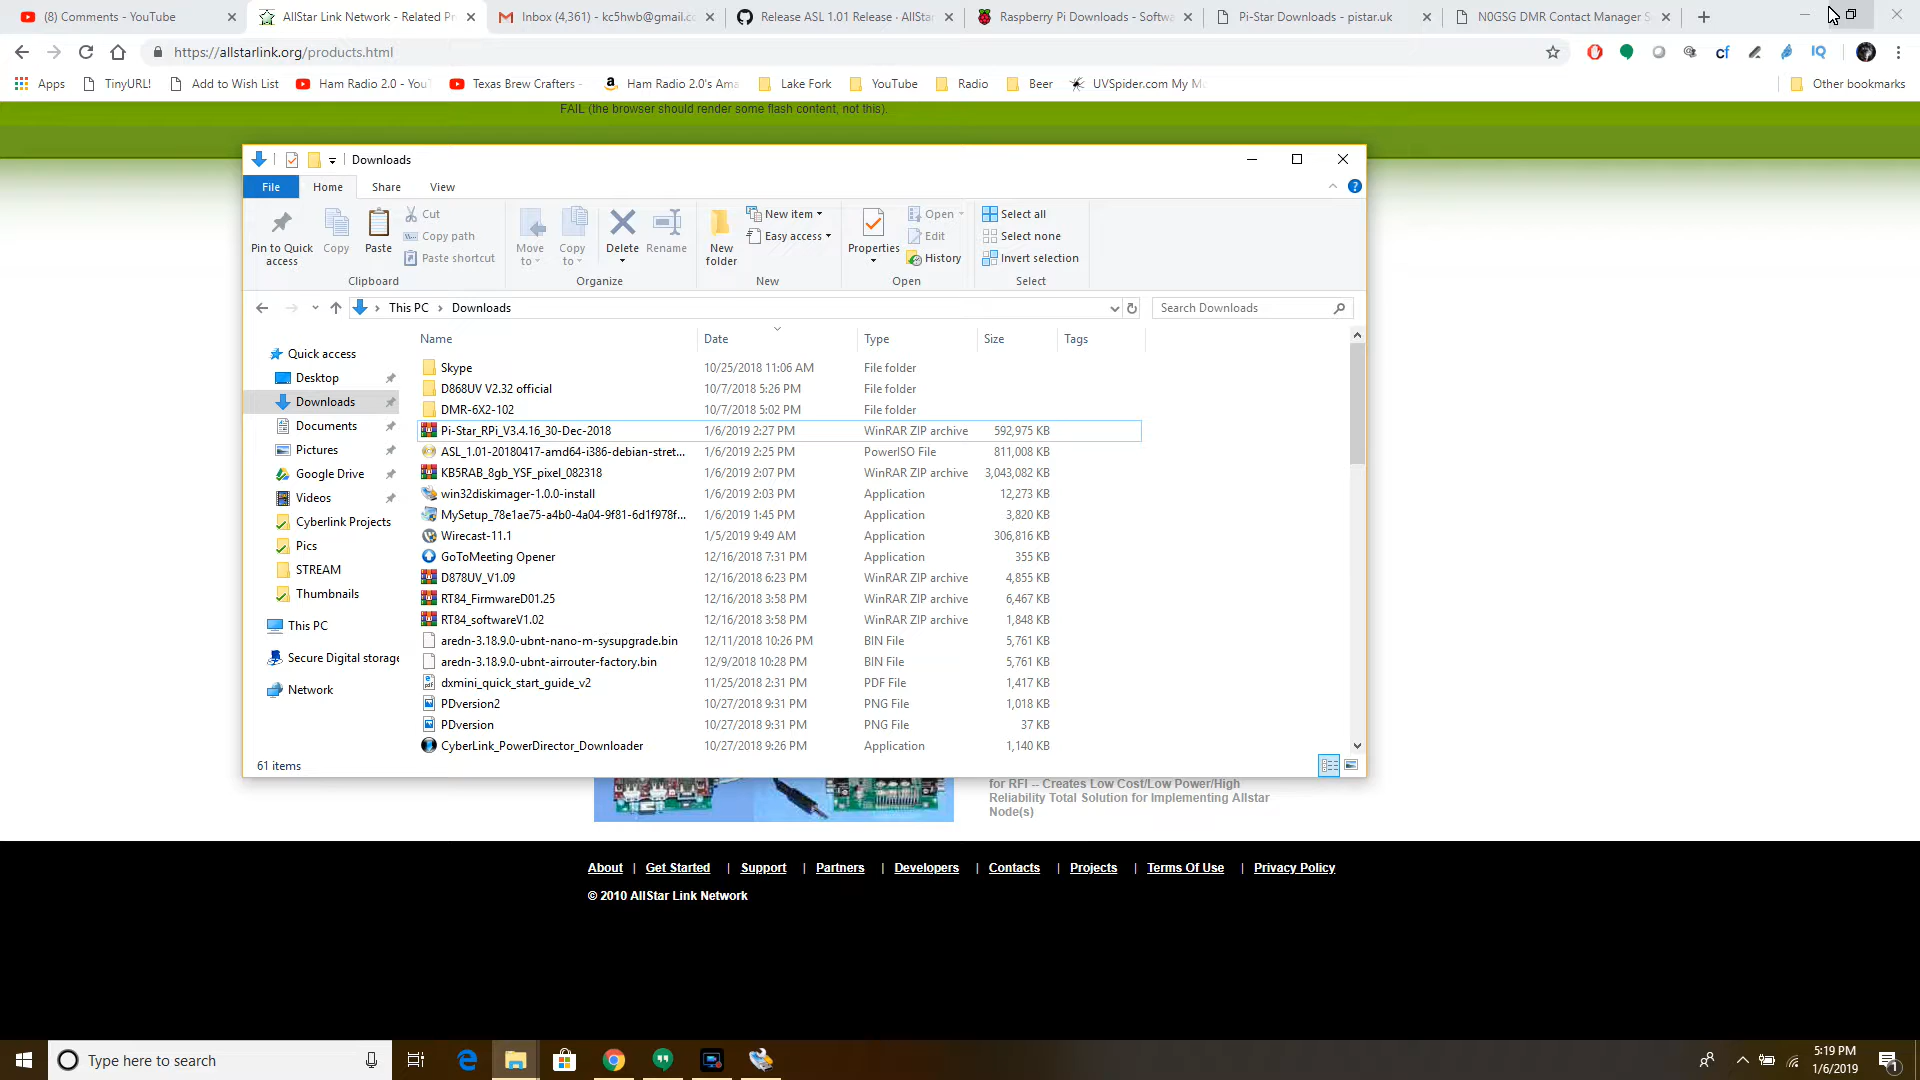 (8) Comments - YouTube
AllStar Link Network - Related Pr
Inbox (4,361) - kc5hwb@gmail.co
Release ASL 1.01 Release · AllSta
Raspberry Pi Downloads - Softwa
Pi-Star Downloads - pistar.uk
N0GSG DMR Contact Manager S
https://allstarlink.org/products.html
Apps
TinyURL!
Add to Wish List
Ham Radio 2.0 - You
Texas Brew Crafters -
Ham Radio 2.0's Ama
Lake Fork
YouTube
Radio
Beer
UVSpider.com My M
Other bookmarks
FAIL (the browser should render some flash content, not this).
Downloads
File
Home
Share
View
Pin to Quick access
Copy
Paste
Cut
Copy path
Paste shortcut
Clipboard
Move to
Copy to
Delete
Rename
Organize
New folder
New item
Easy access
New
Properties
Open
Edit
History
Open
Select all
Select none
Invert selection
Select
This PC > Downloads
Search Downloads
Quick access
Desktop
Downloads
Documents
Pictures
Google Drive
Videos
Cyberlink Projects
Pics
STREAM
Thumbnails
This PC
Secure Digital storage
Network
Name Date Type Size Tags
Skype 10/25/2018 11:06 AM File folder
D868UV V2.32 official 10/7/2018 5:26 PM File folder
DMR-6X2-102 10/7/2018 5:02 PM File folder
Pi-Star_RPi_V3.4.16_30-Dec-2018 1/6/2019 2:27 PM WinRAR ZIP archive 592,975 KB
ASL_1.01-20180417-amd64-i386-debian-stret... 1/6/2019 2:25 PM PowerISO File 811,008 KB
KB5RAB_8gb_YSF_pixel_082318 1/6/2019 2:07 PM WinRAR ZIP archive 3,043,082 KB
win32diskimager-1.0.0-install 1/6/2019 2:03 PM Application 12,273 KB
MySetup_78e1ae75-a4b0-4a04-9f81-6d1f978f... 1/6/2019 1:45 PM Application 3,820 KB
Wirecast-11.1 1/5/2019 9:49 AM Application 306,816 KB
GoToMeeting Opener 12/16/2018 7:31 PM Application 355 KB
D878UV_V1.09 12/16/2018 6:23 PM WinRAR ZIP archive 4,855 KB
RT84_FirmwareD01.25 12/16/2018 3:58 PM WinRAR ZIP archive 6,467 KB
RT84_softwareV1.02 12/16/2018 3:58 PM WinRAR ZIP archive 1,848 KB
aredn-3.18.9.0-ubnt-nano-m-sysupgrade.bin 12/11/2018 10:26 PM BIN File 5,761 KB
aredn-3.18.9.0-ubnt-airrouter-factory.bin 12/9/2018 10:28 PM BIN File 5,761 KB
dxmini_quick_start_guide_v2 11/25/2018 2:31 PM PDF File 1,417 KB
PDversion2 10/27/2018 9:31 PM PNG File 1,018 KB
PDversion 10/27/2018 9:31 PM PNG File 37 KB
CyberLink_PowerDirector_Downloader 10/27/2018 9:26 PM Application 1,140 KB
61 items
for RFI -- Creates Low Cost/Low Power/High
Reliability Total Solution for Implementing Allstar
Node(s)
About | Get Started | Support | Partners | Developers | Contacts | Projects | Terms Of Use | Privacy Policy
© 2010 AllStar Link Network
Type here to search
5:19 PM
1/6/2019